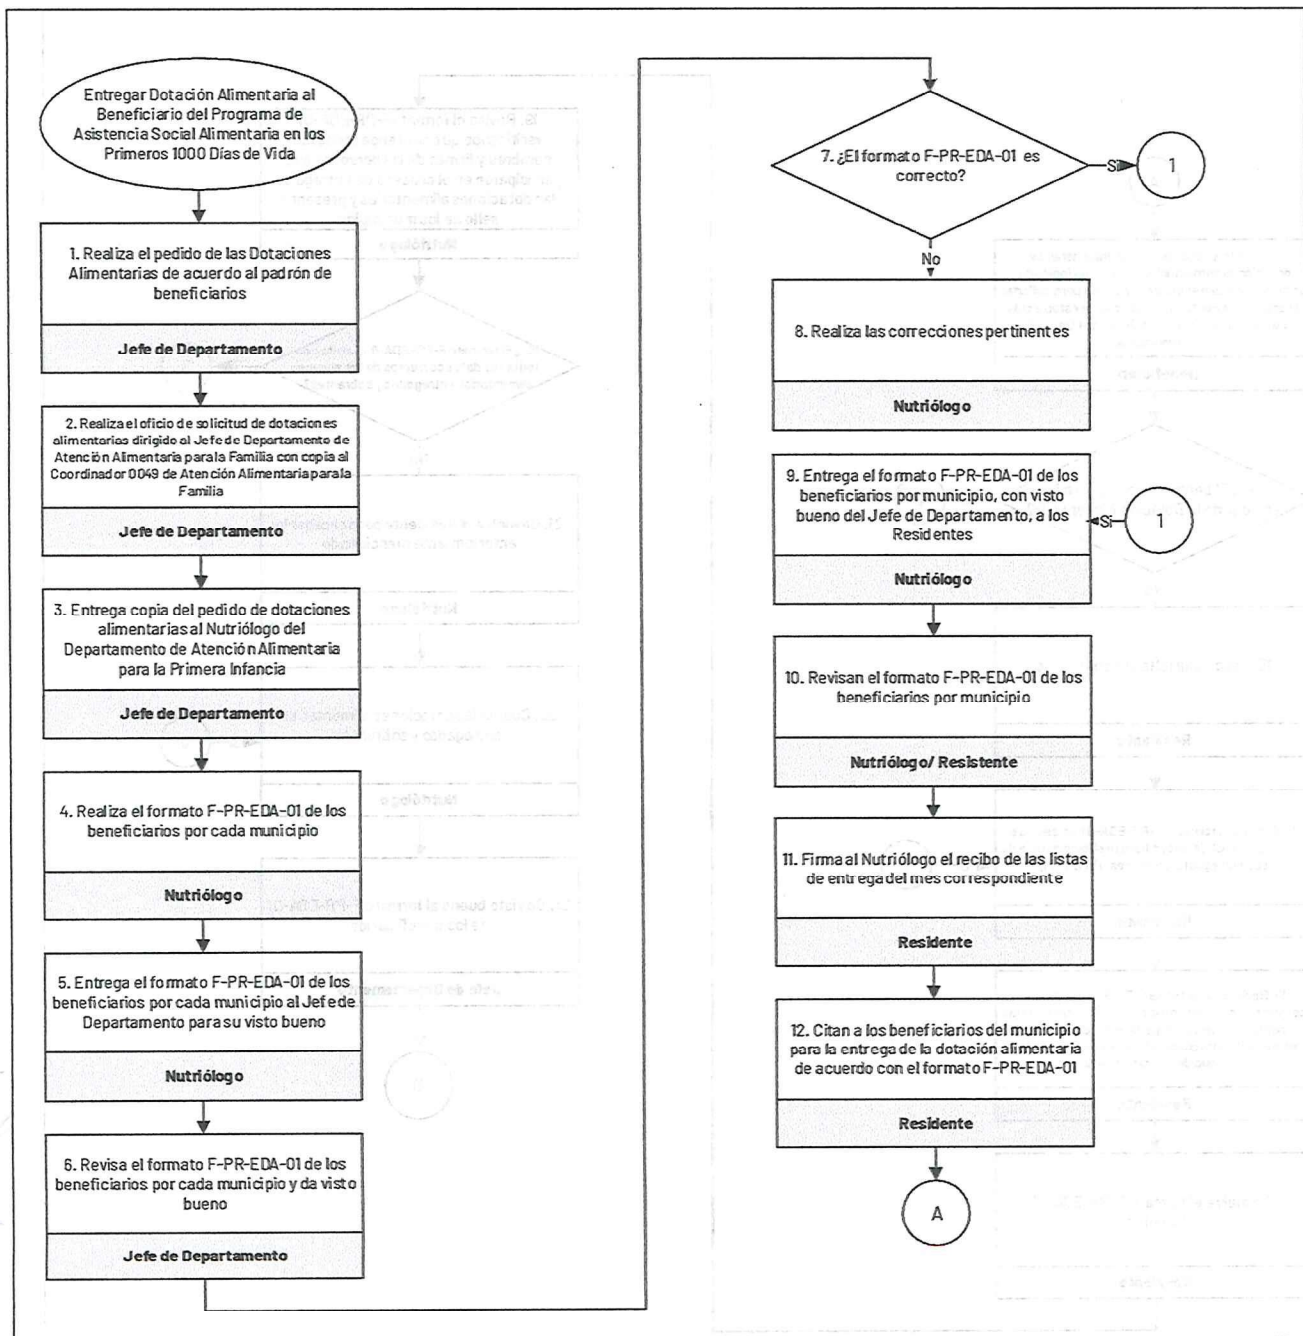 Entregar Dotación Alimentaria al
Beneficiario del Programa de
Asistencia Social Alimentaria en los
Primeros 1000 Días de Vida
1. Realiza el pedido de las Dotaciones
Alimentarias de acuerdo al padrón de
beneficiarios
Jefe de Departamento
2. Realiza el oficio de solicitud de dotaciones
alimentarias dirigido al Jefe de Departamento de
Atención Alimentaria para la Familia con copia al
Coordinador 0049 de Atención Alimentaria para la
Familia
Jefe de Departamento
3. Entrega copia del pedido de dotaciones
alimentarias al Nutriólogo del
Departamento de Atención Alimentaria
para la Primera Infancia
Jefe de Departamento
4. Realiza el formato F-PR-EDA-01 de los
beneficiarios por cada municipio
Nutriólogo
5. Entrega el formato F-PR-EDA-01 de los
beneficiarios por cada municipio al Jefe de
Departamento para su visto bueno
Nutriólogo
6. Revisa el formato F-PR-EDA-01 de los
beneficiarios por cada municipio y da visto
bueno
Jefe de Departamento
7. ¿El formato F-PR-EDA-01 es
correcto?
Si
1
No
8. Realiza las correcciones pertinentes
Nutriólogo
9. Entrega el formato F-PR-EDA-01 de los
beneficiarios por municipio, con visto
bueno del Jefe de Departamento, a los
Residentes
Nutriólogo
Si
1
10. Revisan el formato F-PR-EDA-01 de los
beneficiarios por municipio
Nutriólogo/ Resistente
11. Firma al Nutriólogo el recibo de las listas
de entrega del mes correspondiente
Residente
12. Citan a los beneficiarios del municipio
para la entrega de la dotación alimentaria
de acuerdo con el formato F-PR-EDA-01
Residente
A